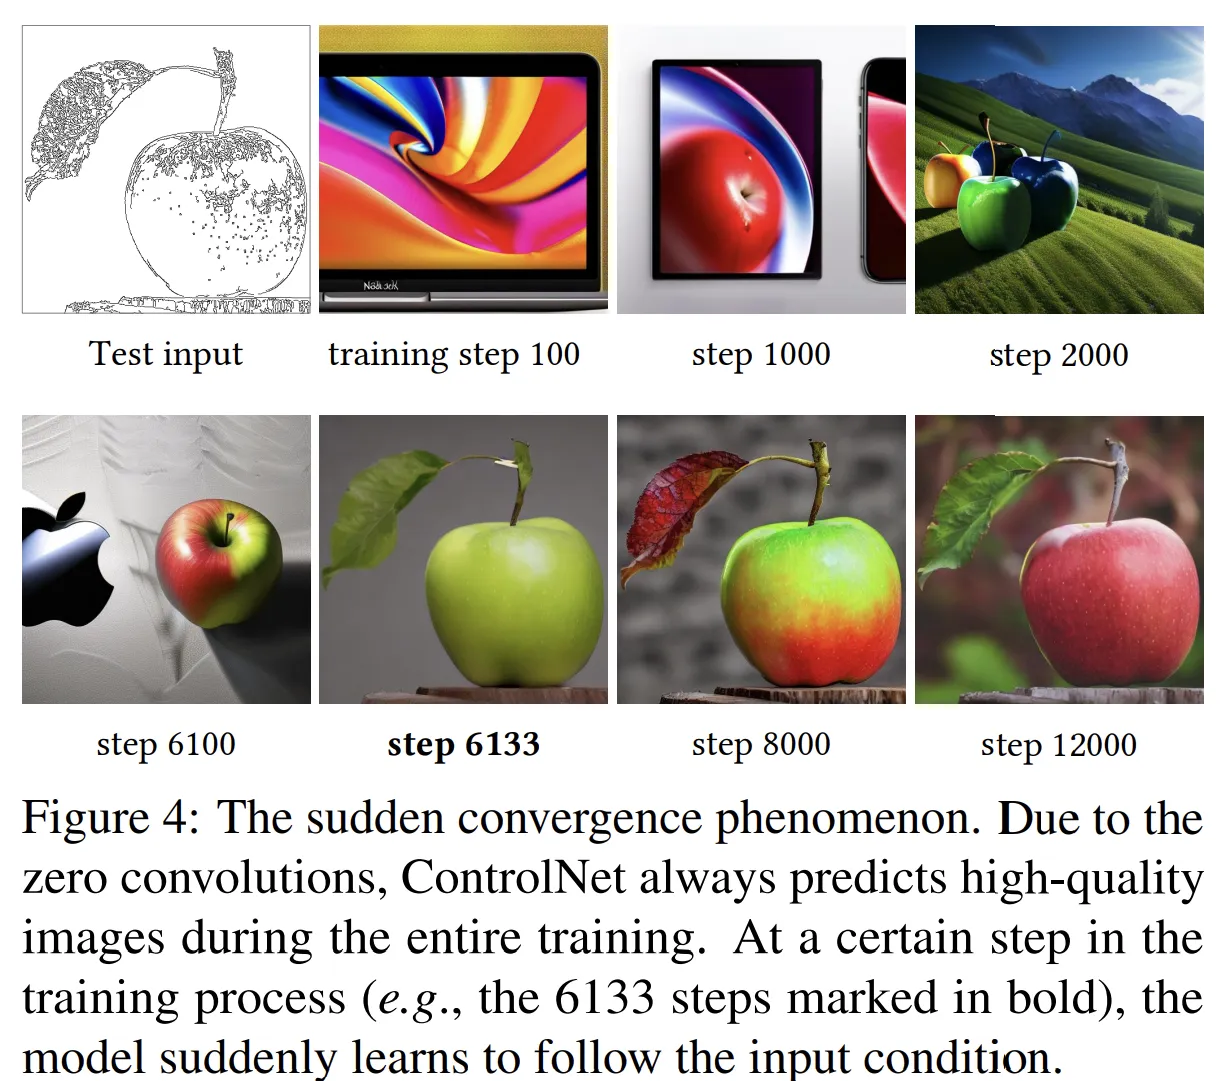 Nōūa ɔɛk
Test input
training step 100
step 1000
step 2000
step 6100
step 6133
step 8000
step 12000
Figure 4: The sudden convergence phenomenon. Due to the
zero convolutions, ControlNet always predicts high-quality
images during the entire training. At a certain step in the
training process (e.g., the 6133 steps marked in bold), the
model suddenly learns to follow the input condition.